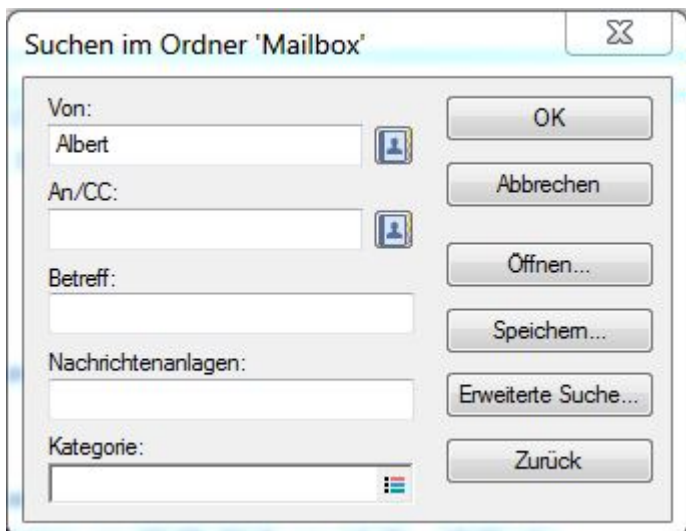 Suchen im Ordner 'Mailbox'
Von:
Albert
An/CC:
Betreff:
Nachrichtenanlagen:
Kategorie:
OK
Abbrechen
Öffnen...
Speichern...
Erweiterte Suche...
Zurück